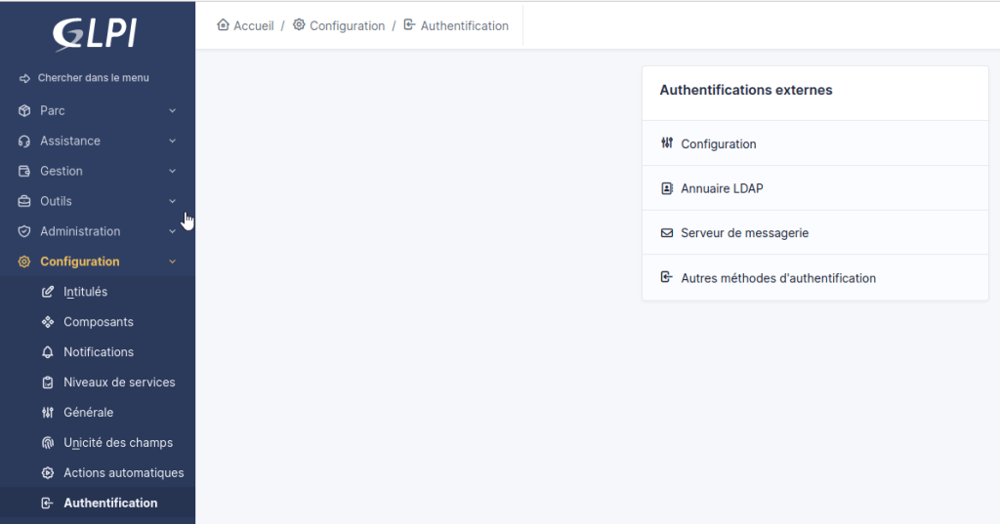 GLPI
Accueil / Configuration / Authentification
Chercher dans le menu
Parc
Assistance
Gestion
Outils
Administration
Configuration
Intitulés
Composants
Notifications
Niveaux de services
Générale
Unicité des champs
Actions automatiques
Authentification
Authentifications externes
Configuration
Annuaire LDAP
Serveur de messagerie
Autres méthodes d'authentification